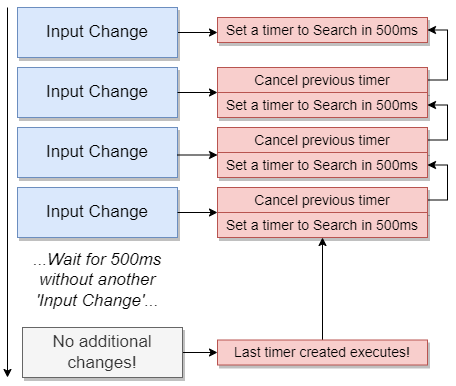 Input Change
Set a timer to Search in 500ms
Input Change
Cancel previous timer
Set a timer to Search in 500ms
Input Change
Cancel previous timer
Set a timer to Search in 500ms
Input Change
Cancel previous timer
Set a timer to Search in 500ms
...Wait for 500ms
without another
'Input Change'...
No additional
changes!
Last timer created executes!